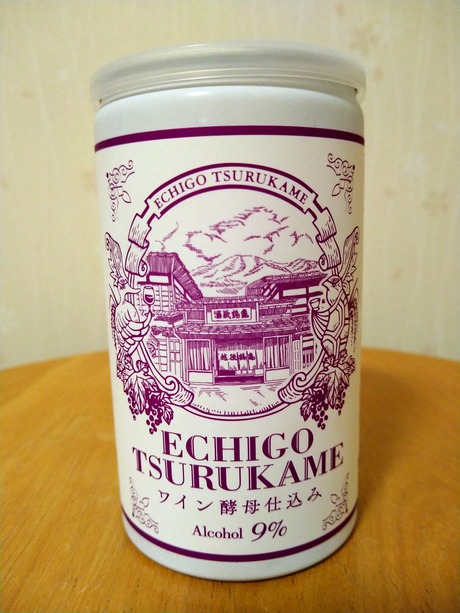 ECHIGO TSURUKAME
ECHIGO
TSURUKAME
ワイン酵母仕込み
Alcohol 9%